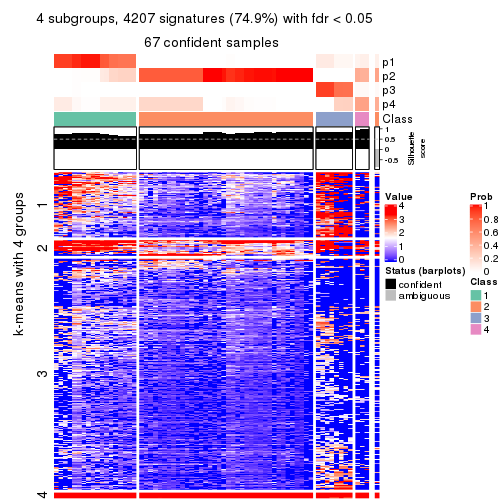 4 subgroups, 4207 signatures (74.9%) with fdr < 0.05
67 confident samples
p1
p2
p3
p4
Class
1
0.5
0
-0.5
Silhouette
score
k-means with 4 groups
1
2
3
4
Value
4
3
2
1
0
Status (barplots)
confident
ambiguous
Prob
1
0.8
0.6
0.4
0.2
0
Class
1
2
3
4